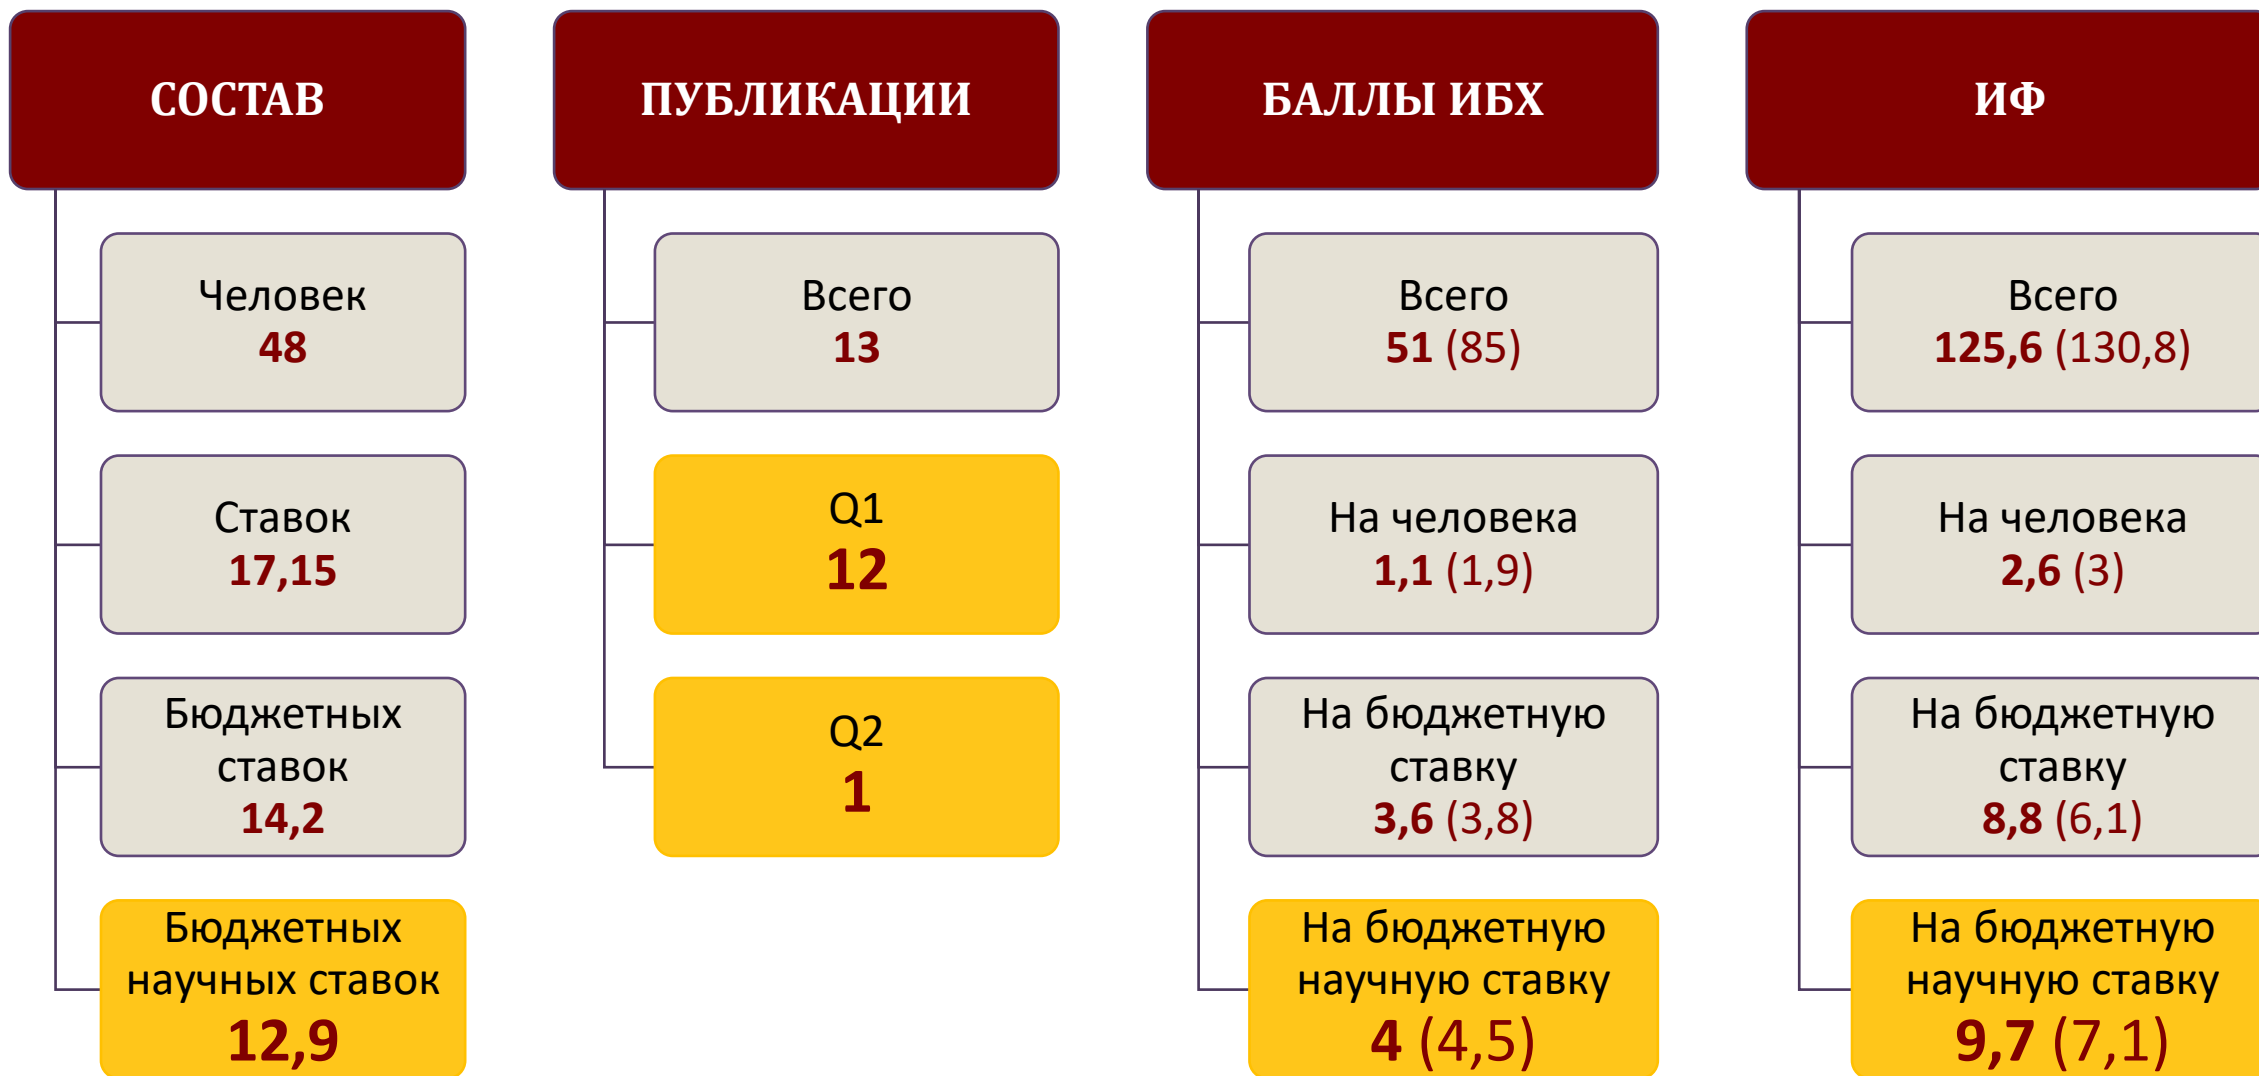 СОСТАВ
Человек
48
Ставок
17,15
Бюджетных
ставок
14,2
Бюджетных
научных ставок
12,9
ПУБЛИКАЦИИ
Всего
13
Q1
12
Q2
1
БАЛЛЫ ИБХ
Всего
51 (85)
На человека
1,1 (1,9)
На бюджетную
ставку
3,6 (3,8)
На бюджетную
научную ставку
4 (4,5)
ИФ
Всего
125,6 (130,8)
На человека
2,6 (3)
На бюджетную
ставку
8,8 (6,1)
На бюджетную
научную ставку
9,7 (7,1)